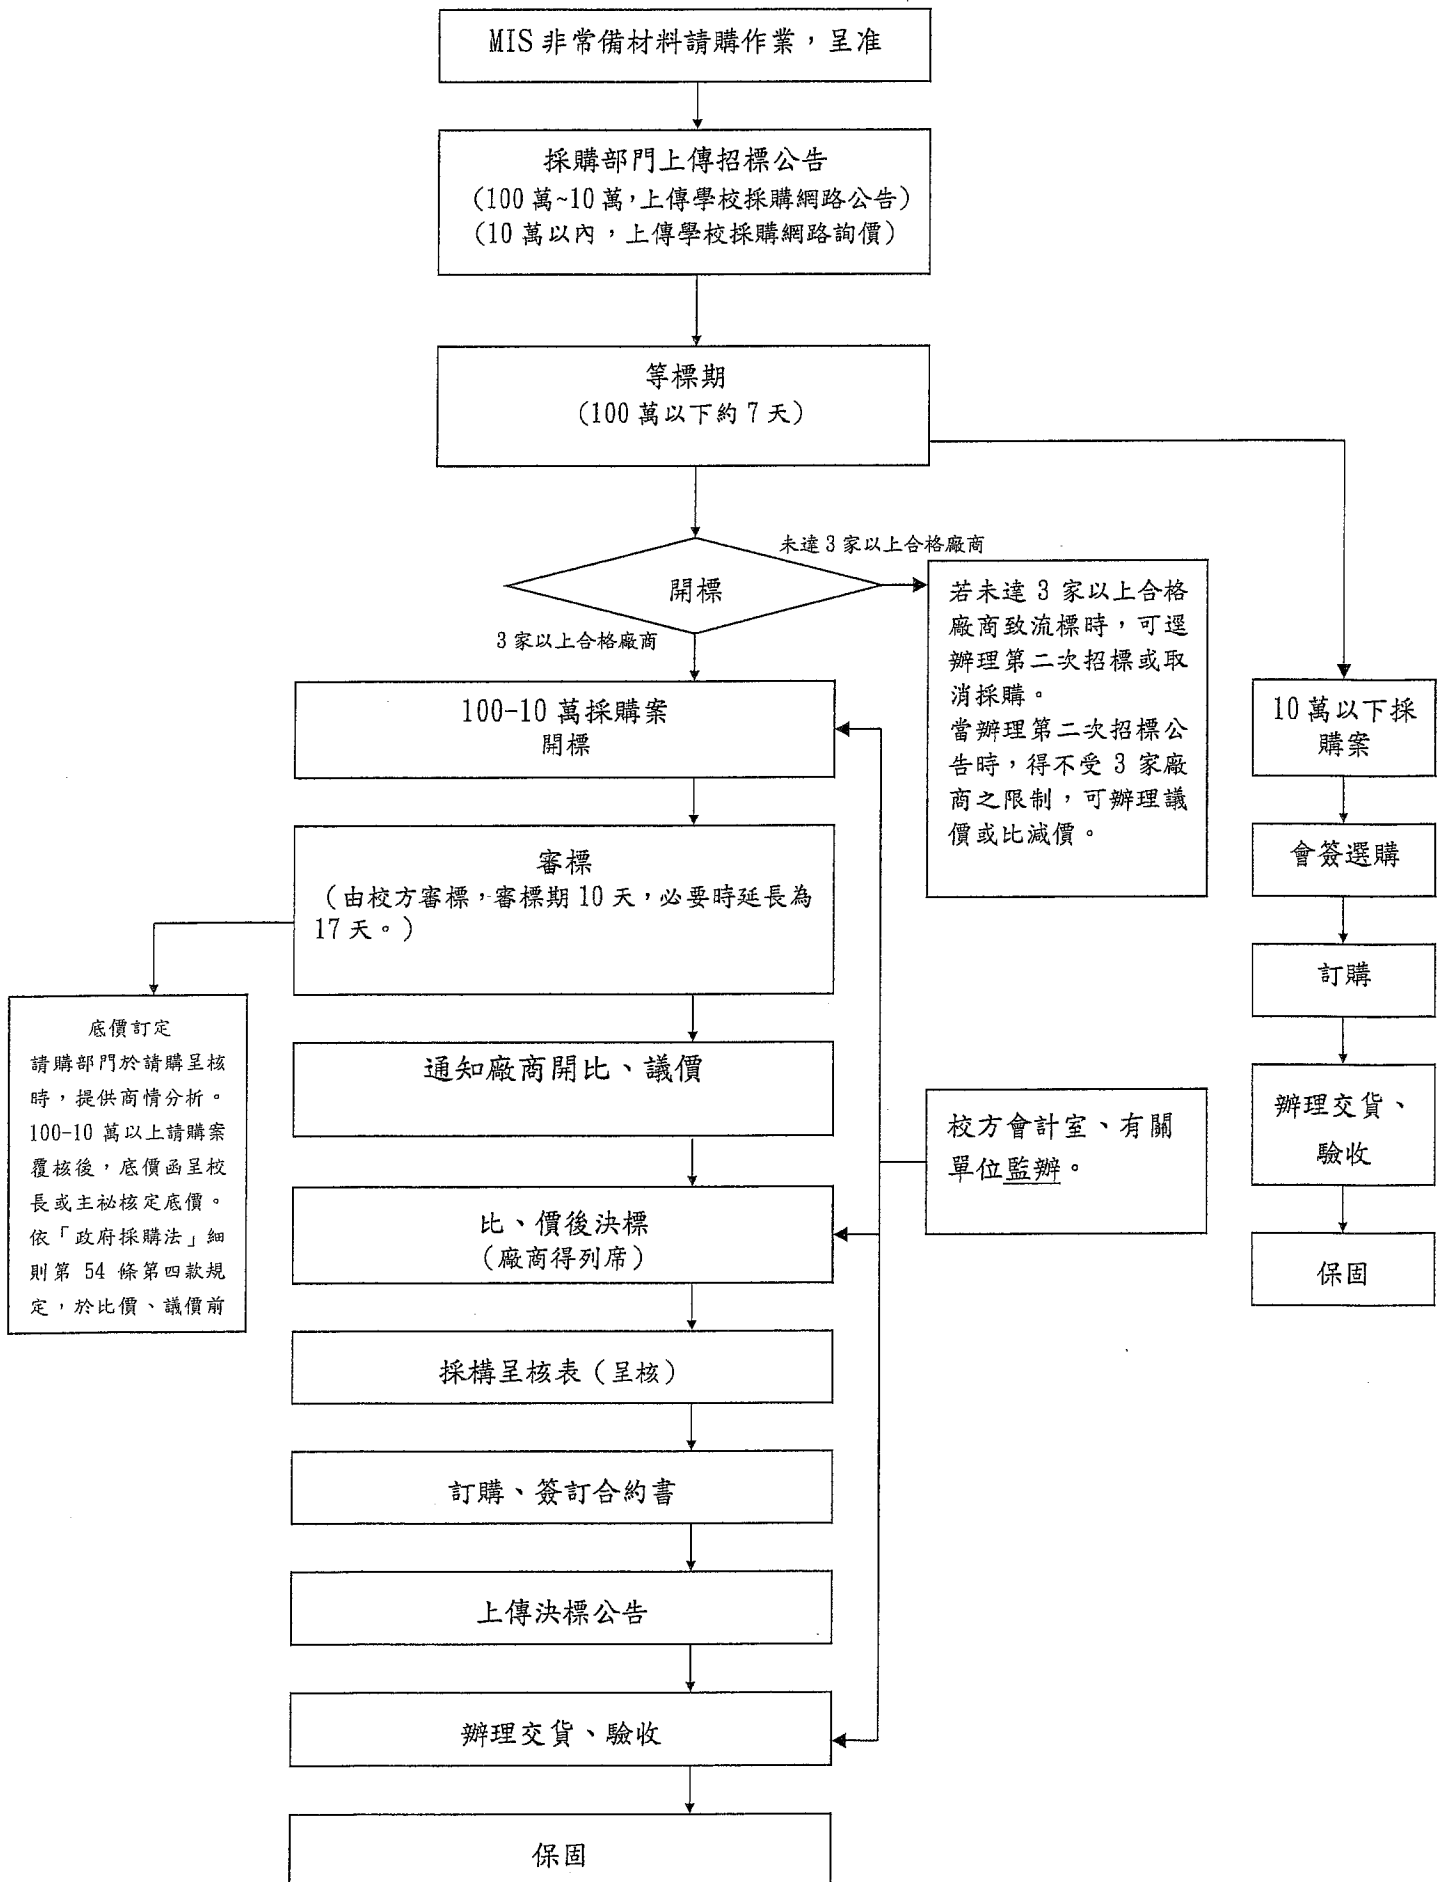 MIS 非常備材料請購作業，呈准
採購部門上傳招標公告
（100 萬~10 萬，上傳學校採購網路公告）
（10 萬以內，上傳學校採購網路詢價）
等標期
（100 萬以下約 7 天）
未達 3 家以上合格廠商
開標
3 家以上合格廠商
若未達 3 家以上合格
廠商致流標時，可逕
辦理第二次招標或取
消採購。
當辦理第二次招標公
告時，得不受 3 家廠
商之限制，可辦理議
價或比減價。
100-10 萬採購案
開標
10 萬以下採
購案
審標
（由校方審標，審標期 10 天，必要時延長為
17 天。）
會簽選購
訂購
底價訂定
請購部門於請購呈核
時，提供商情分析。
100-10 萬以上請購案
覆核後，底價函呈校
長或主祕核定底價。
依「政府採購法」細
則第 54 條第四款規
定，於比價、議價前
通知廠商開比、議價
校方會計室、有關
單位監辦。
辦理交貨、
驗收
比、價後決標
（廠商得列席）
保固
採構呈核表（呈核）
訂購、簽訂合約書
上傳決標公告
辦理交貨、驗收
保固